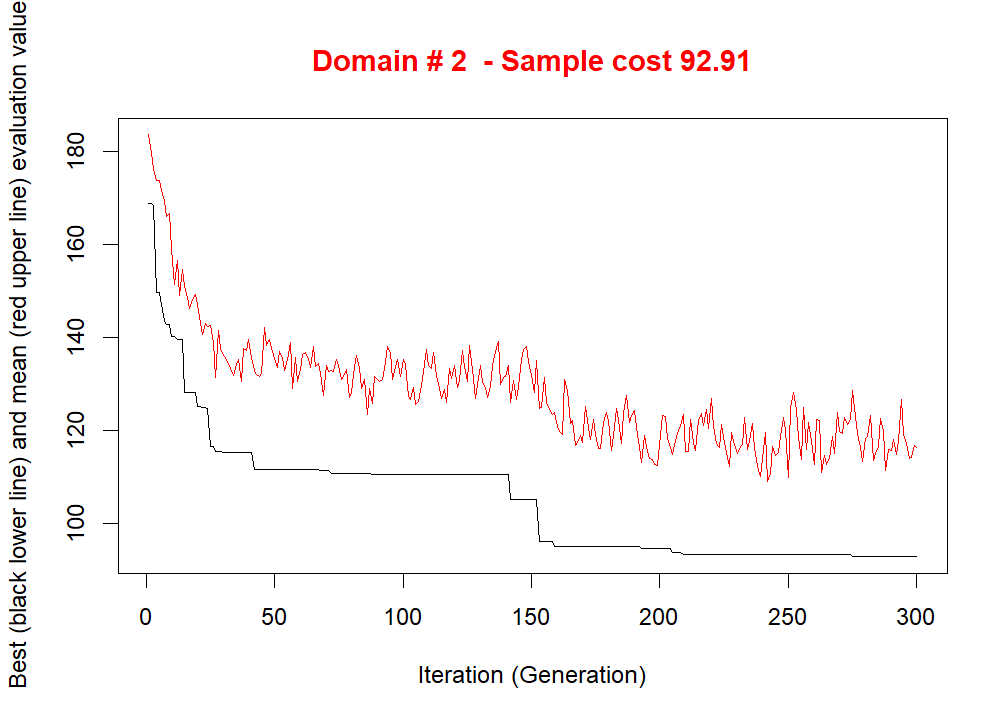 Domain # 2  - Sample cost 92.91
Best (black lower line) and mean (red upper line) evaluation value
180
160
140
120
100
0 50 100 150 200 250 300
Iteration (Generation)